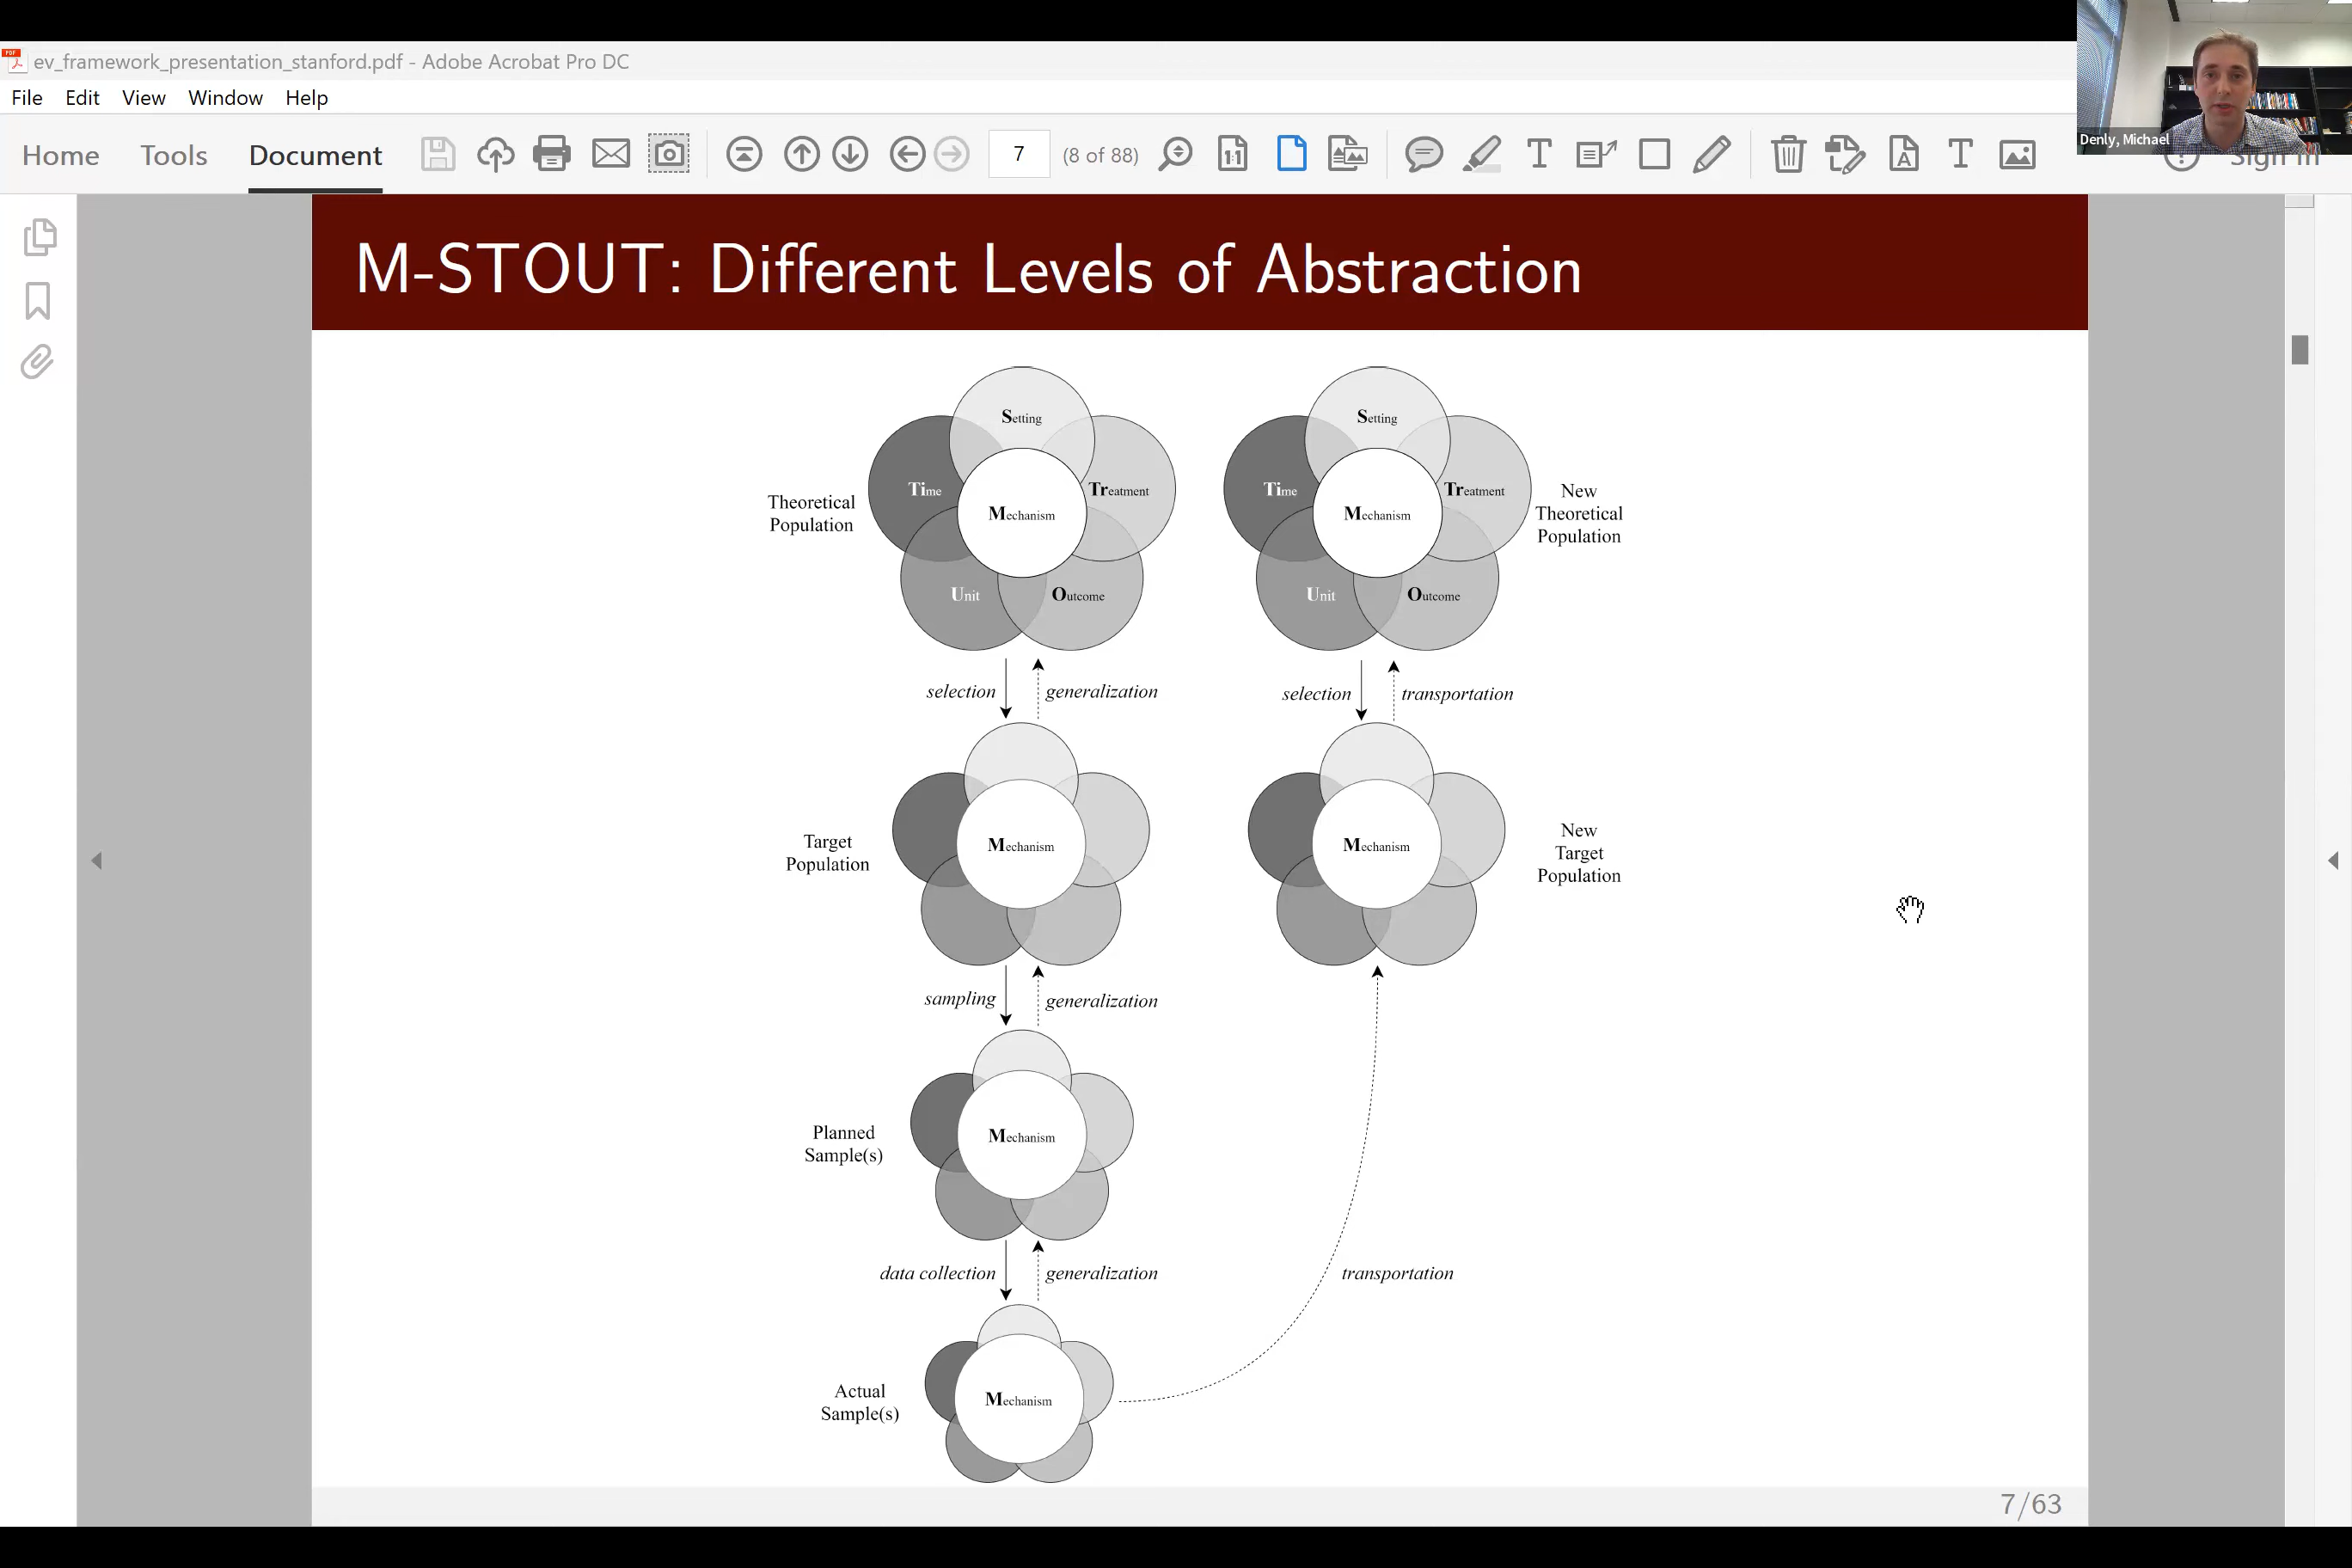 ev_framework_presentation_stanford.pdf - Adobe Acrobat Pro DC
File Edit View Window Help
Home Tools Document 7 (8 of 88) Sign In
Denly, Michael
M-STOUT: Different Levels of Abstraction
Setting
Time
Treatment
Mechanism
Unit
Outcome
Theoretical
Population
Setting
Time
Treatment
Mechanism
Unit
Outcome
New
Theoretical
Population
selection
generalization
selection
transportation
Target
Population
Mechanism
Mechanism
New
Target
Population
sampling
generalization
Planned
Sample(s)
Mechanism
data collection
generalization
transportation
Actual
Sample(s)
Mechanism
7/63